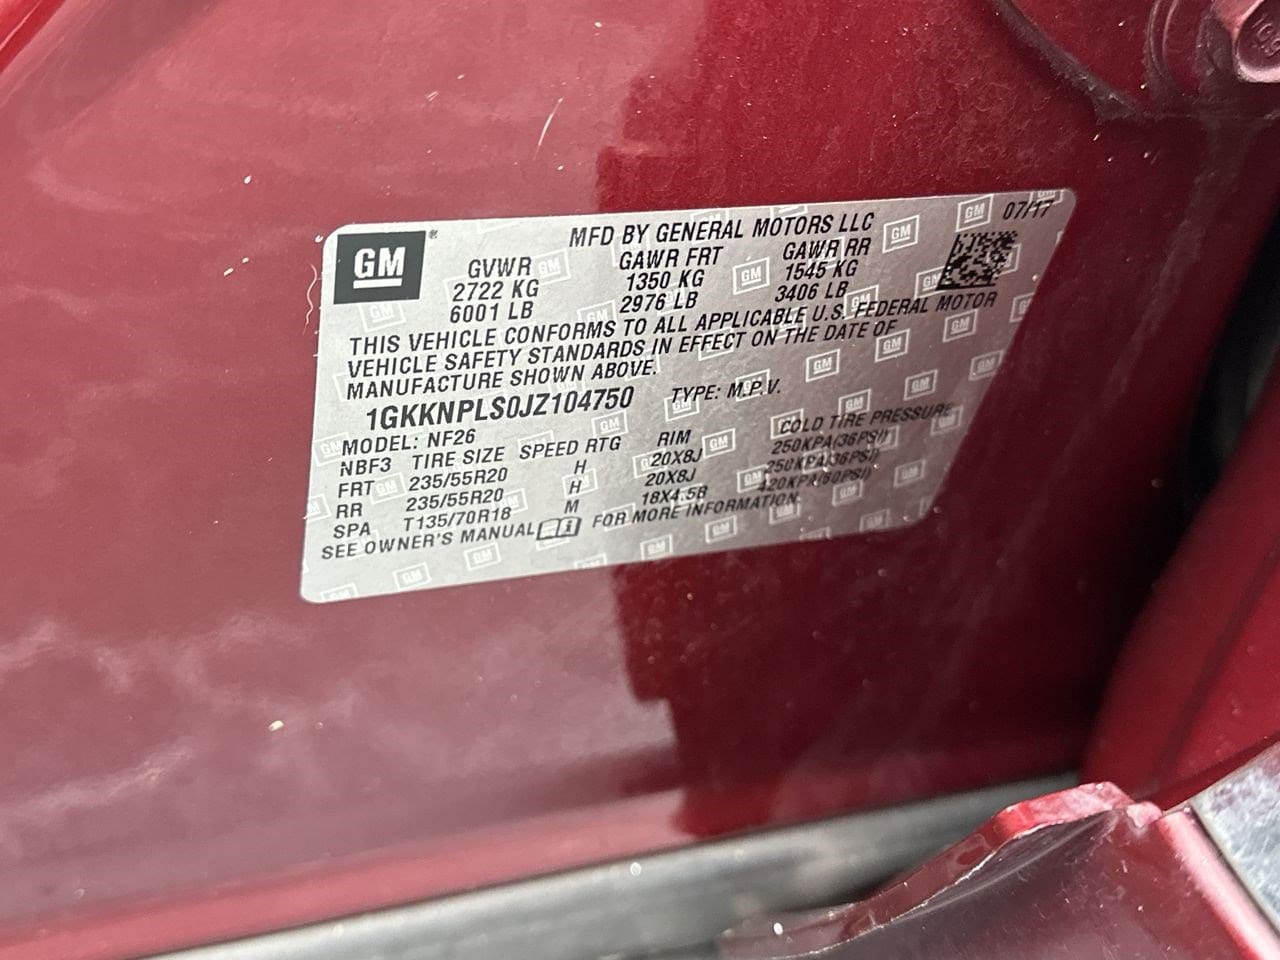 GM®
MFD BY GENERAL MOTORS LLC 07/17
GVWR GAWR FRT GAWR RR
2722 KG 1350 KG 1545 KG
6001 LB 2976 LB 3406 LB
THIS VEHICLE CONFORMS TO ALL APPLICABLE U.S. FEDERAL MOTOR
VEHICLE SAFETY STANDARDS IN EFFECT ON THE DATE OF
MANUFACTURE SHOWN ABOVE.
1GKKNPLS0JZ104750 TYPE: M.P.V.
MODEL: NF26
NBF3 TIRE SIZE SPEED RTG RIM COLD TIRE PRESSURE
FRT 235/55R20 H 20X8J 250KPA(36PSI)
RR 235/55R20 H 20X8J 250KPA(36PSI)
SPA T135/70R18 M 18X4.5B 420KPA(60PSI)
SEE OWNER'S MANUAL FOR MORE INFORMATION.